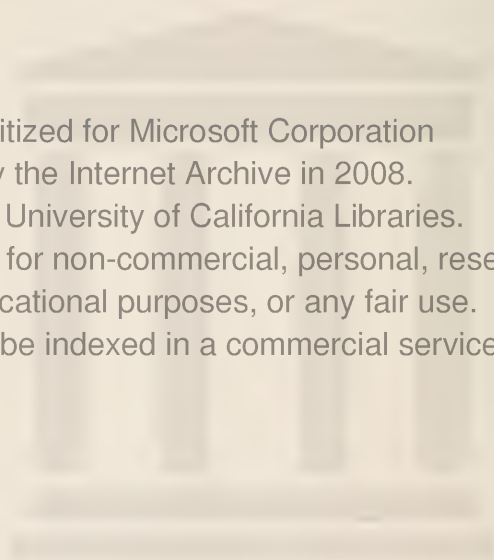 itized for Microsoft Corporation
the Internet Archive in 2008.
University of California Libraries.
for non-commercial, personal, rese
cational purposes, or any fair use.
be indexed in a commercial service